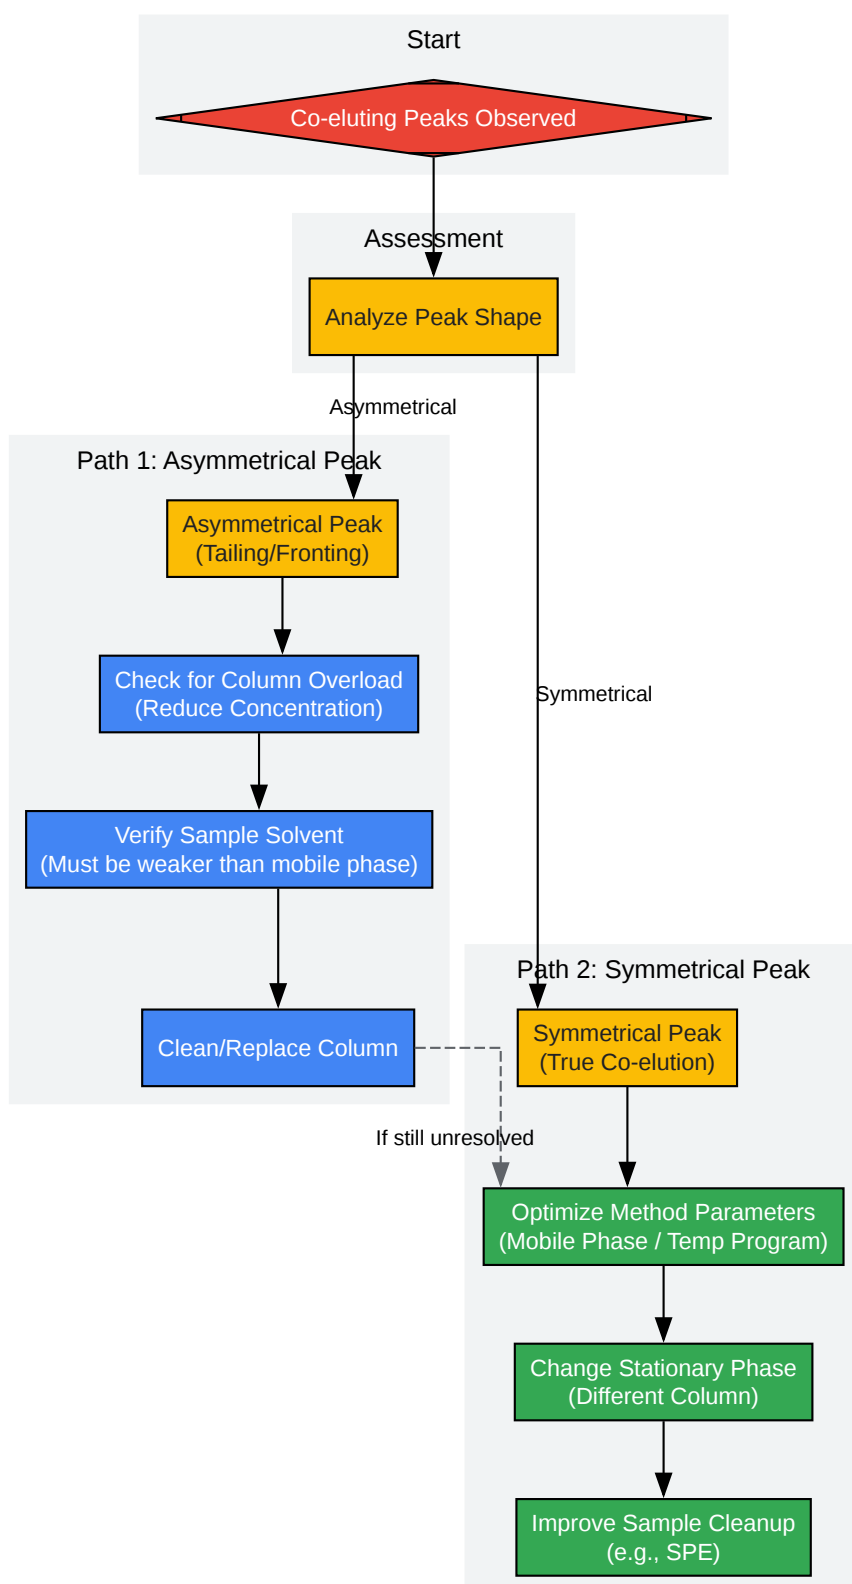 Start
Co-eluting Peaks Observed
Assessment
Analyze Peak Shape
Asymmetrical
Path 1: Asymmetrical Peak
Asymmetrical Peak
(Tailing/Fronting)
Check for Column Overload
(Reduce Concentration)
Symmetrical
Verify Sample Solvent
(Must be weaker than mobile phase)
Clean/Replace Column
Path 2: Symmetrical Peak
Symmetrical Peak
(True Co-elution)
If still unresolved
Optimize Method Parameters
(Mobile Phase / Temp Program)
Change Stationary Phase
(Different Column)
Improve Sample Cleanup
(e.g., SPE)